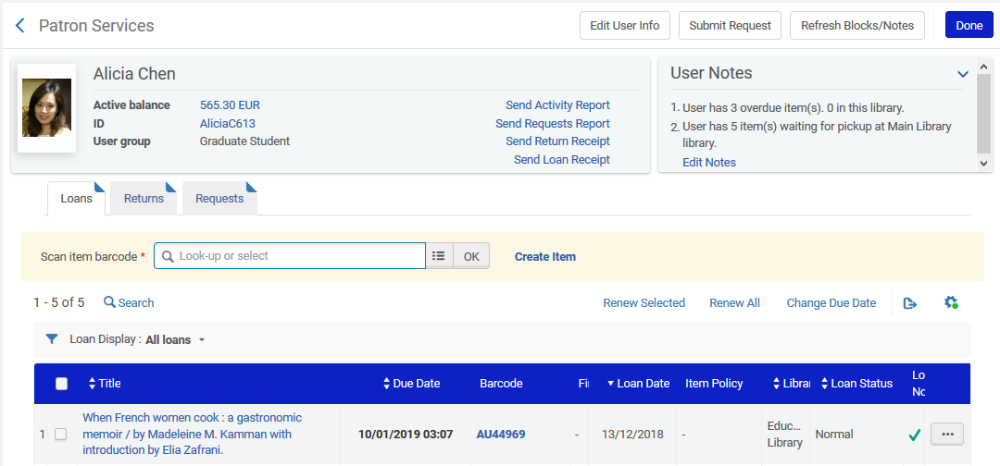 Patron Services
Edit User Info
Submit Request
Refresh Blocks/Notes
Done
Alicia Chen
Active balance 565.30 EUR
ID AliciaC613
User group Graduate Student
Send Activity Report
Send Requests Report
Send Return Receipt
Send Loan Receipt
User Notes
1. User has 3 overdue item(s). 0 in this library.
2. User has 5 item(s) waiting for pickup at Main Library
library.
Edit Notes
Loans
Returns
Requests
Scan item barcode *
Look-up or select
OK
Create Item
1 - 5 of 5
Search
Renew Selected
Renew All
Change Due Date
Loan Display : All loans
Title
Due Date
Barcode
Fi
Loan Date
Item Policy
Librar
Loan Status
Lo
Nc
1
When French women cook : a gastronomic
memoir / by Madeleine M. Kamman with
introduction by Elia Zafrani.
10/01/2019 03:07
AU44969
-
13/12/2018
-
Educ...
Library
Normal